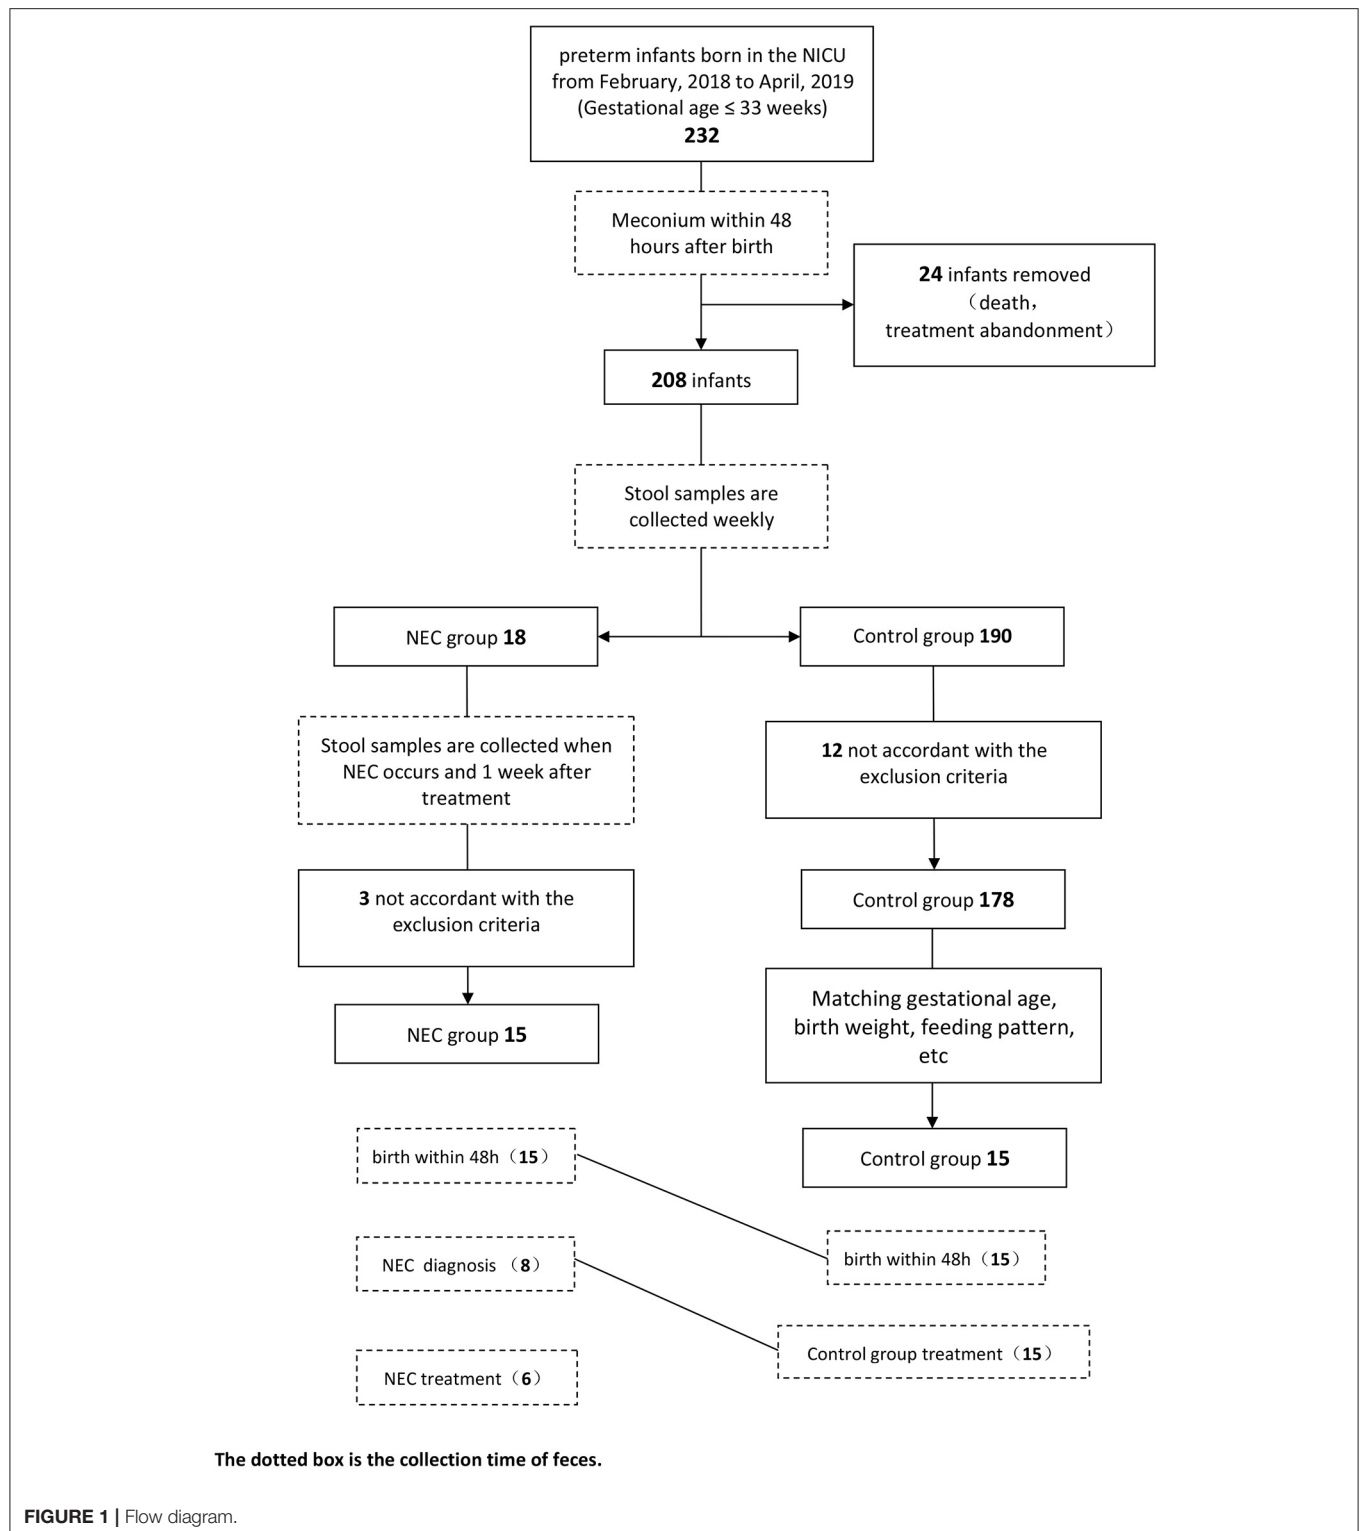 preterm infants born in the NICU
from February, 2018 to April, 2019
(Gestational age ≤ 33 weeks)
232
Meconium within 48
hours after birth
24 infants removed
（death，
treatment abandonment）
208 infants
Stool samples are
collected weekly
NEC group 18
Control group 190
Stool samples are collected when
NEC occurs and 1 week after
treatment
12 not accordant with the
exclusion criteria
3 not accordant with the
exclusion criteria
Control group 178
NEC group 15
Matching gestational age,
birth weight, feeding pattern,
etc
birth within 48h（15）
Control group 15
NEC diagnosis （8）
birth within 48h（15）
NEC treatment（6）
Control group treatment（15）
The dotted box is the collection time of feces.
FIGURE 1 | Flow diagram.